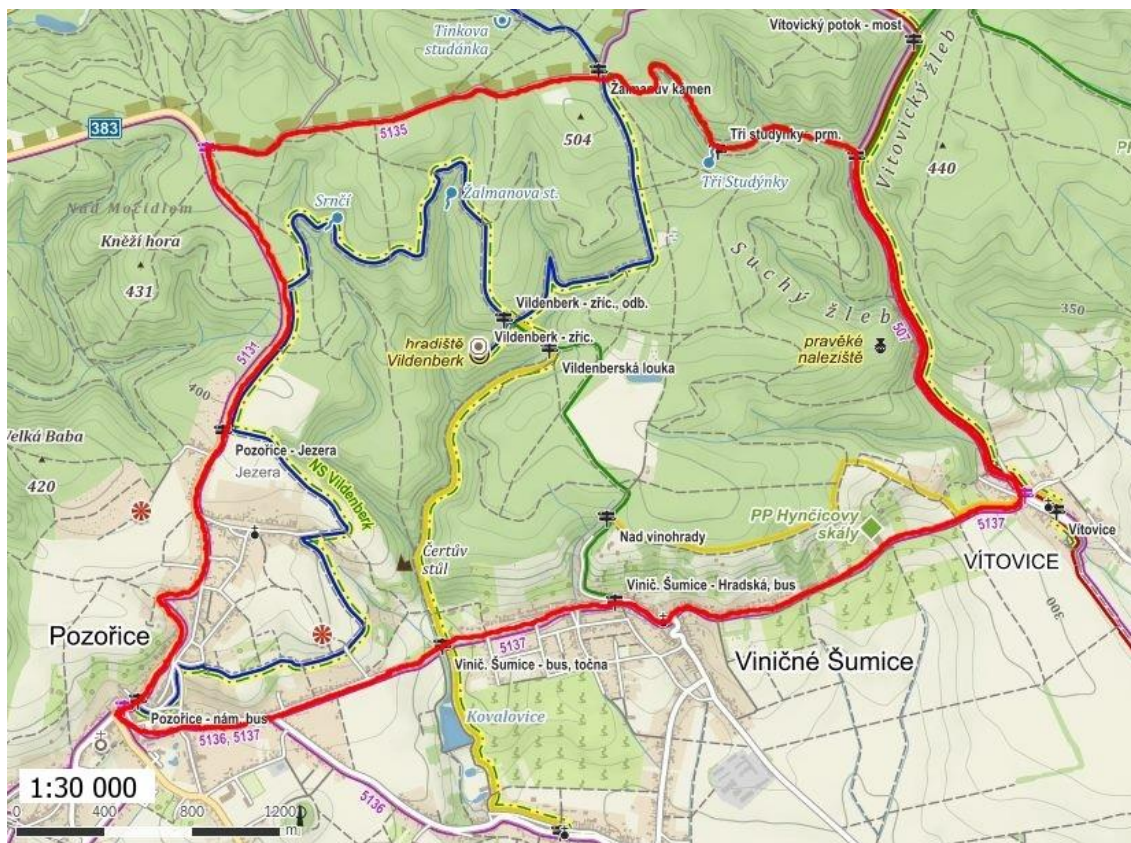 Tinkova
studánka
Vítovický potok - most
383
Žalmanův kámen
5135
504
Tři studýnky - prm.
Tři Studýnky
Vítovický žleb
440
Nad Močidlom
Kněží hora
431
Srnčí
Žalmanova st.
Suchý žleb
350
5131
Vildenberk - zříc., odb.
hradiště
Vildenberk
Vildenberk - zříc.
Vildenberská louka
pravěké
naleziště
507
400
Velká Baba
420
Pozořice - Jezera
Jezera
NS Vildenberk
Čertův
stůl
Nad vinohrady
PP Hynčicovy
skály
5137
Vítovice
VÍTOVICE
Vinič. Šumice - Hradská, bus
300
Pozořice
5137
Vinič. Šumice - bus, točna
Viničné Šumice
Pozořice - nám, bus
5136, 5137
Kovalovice
5136
1:30 000
0 400 800 1200
m